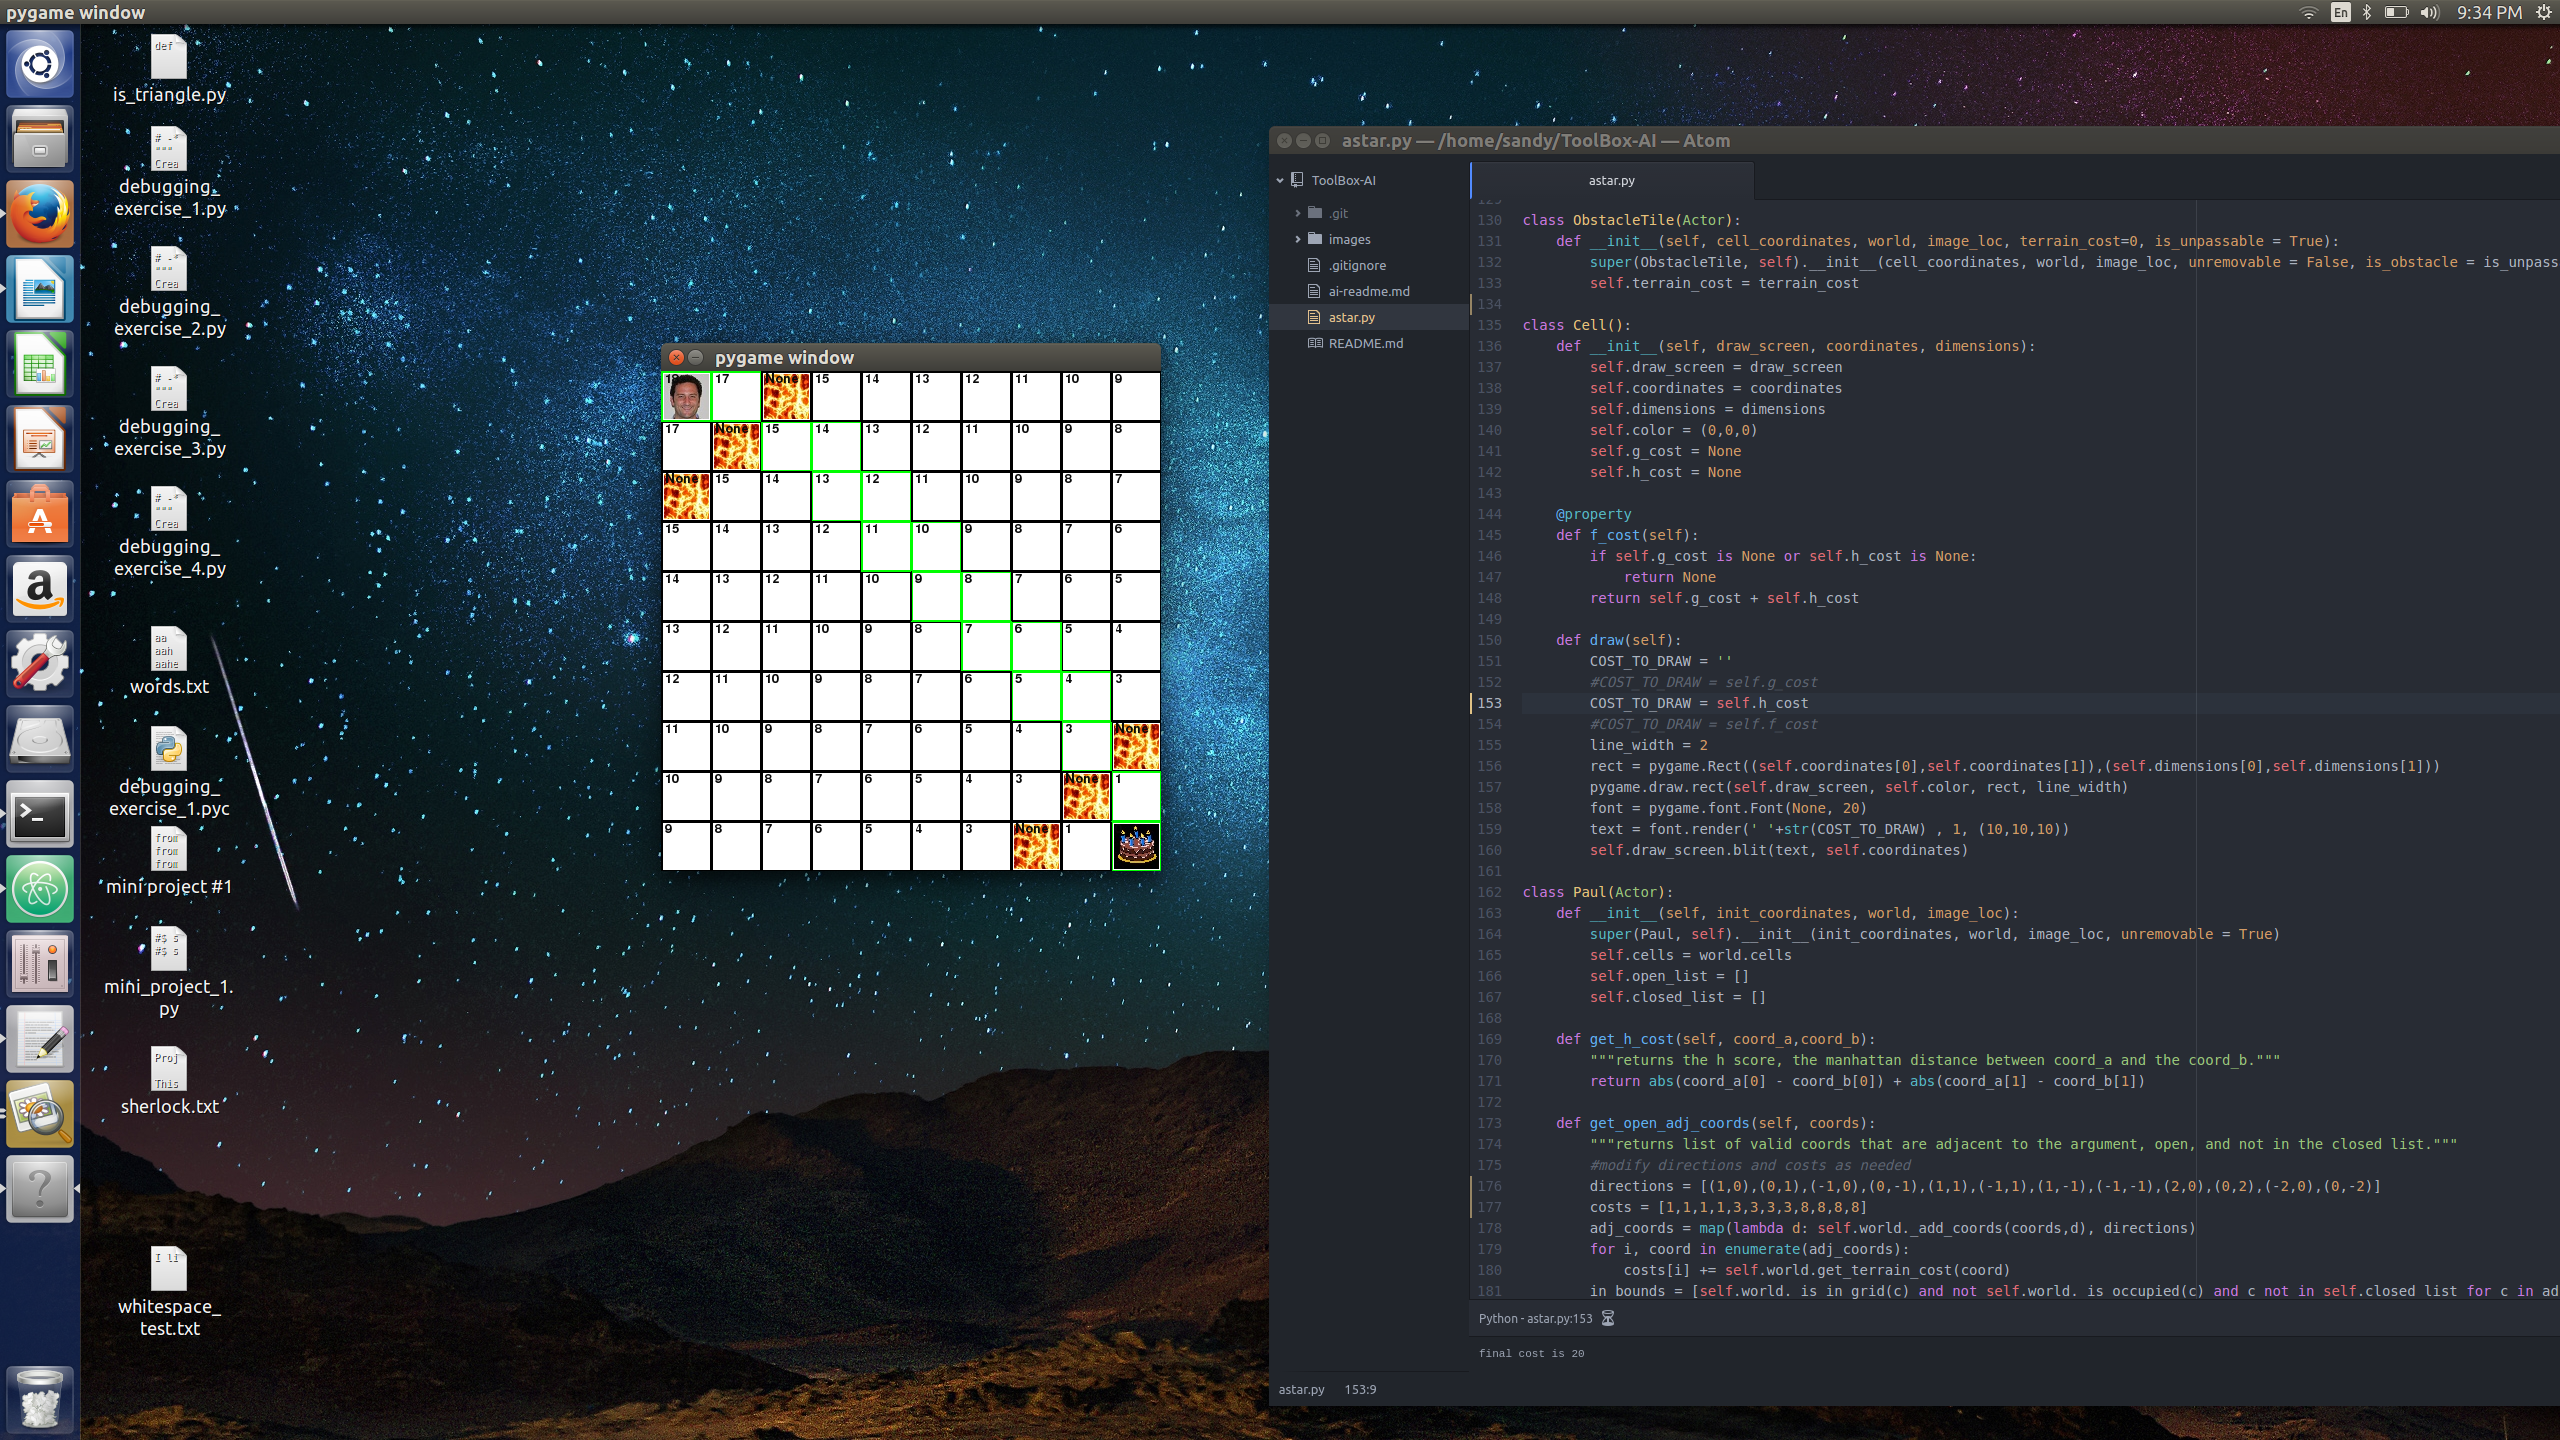 pygame window
En
9:34 PM
def
is_triangle.py
# -*
Crea
debugging_
exercise_1.py
# -*
Crea
debugging_
exercise_2.py
# -*
Crea
debugging_
exercise_3.py
# -*
Crea
debugging_
exercise_4.py
aa
aah
aahe
words.txt
debugging_
exercise_1.pyc
from
from
from
mini project #1
#$ s
#$ s
mini_project_1.
py
Proj
This
sherlock.txt
I li
whitespace_
test.txt
pygame window
18 17 None 15 14 13 12 11 10 9
17 None 15 14 13 12 11 10 9 8
None 15 14 13 12 11 10 9 8 7
15 14 13 12 11 10 9 8 7 6
14 13 12 11 10 9 8 7 6 5
13 12 11 10 9 8 7 6 5 4
12 11 10 9 8 7 6 5 4 3
11 10 9 8 7 6 5 4 3 None
10 9 8 7 6 5 4 3 None 1
9 8 7 6 5 4 3 None 1
astar.py — /home/sandy/ToolBox-AI — Atom
ToolBox-AI
.git
images
.gitignore
ai-readme.md
astar.py
README.md
astar.py
129
130 class ObstacleTile(Actor):
131     def __init__(self, cell_coordinates, world, image_loc, terrain_cost=0, is_unpassable = True):
132         super(ObstacleTile, self).__init__(cell_coordinates, world, image_loc, unremovable = False, is_obstacle = is_unpass
133         self.terrain_cost = terrain_cost
134
135 class Cell():
136     def __init__(self, draw_screen, coordinates, dimensions):
137         self.draw_screen = draw_screen
138         self.coordinates = coordinates
139         self.dimensions = dimensions
140         self.color = (0,0,0)
141         self.g_cost = None
142         self.h_cost = None
143
144     @property
145     def f_cost(self):
146         if self.g_cost is None or self.h_cost is None:
147             return None
148         return self.g_cost + self.h_cost
149
150     def draw(self):
151         COST_TO_DRAW = ''
152         #COST_TO_DRAW = self.g_cost
153         COST_TO_DRAW = self.h_cost
154         #COST_TO_DRAW = self.f_cost
155         line_width = 2
156         rect = pygame.Rect((self.coordinates[0],self.coordinates[1]),(self.dimensions[0],self.dimensions[1]))
157         pygame.draw.rect(self.draw_screen, self.color, rect, line_width)
158         font = pygame.font.Font(None, 20)
159         text = font.render(' '+str(COST_TO_DRAW) , 1, (10,10,10))
160         self.draw_screen.blit(text, self.coordinates)
161
162 class Paul(Actor):
163     def __init__(self, init_coordinates, world, image_loc):
164         super(Paul, self).__init__(init_coordinates, world, image_loc, unremovable = True)
165         self.cells = world.cells
166         self.open_list = []
167         self.closed_list = []
168
169     def get_h_cost(self, coord_a,coord_b):
170         """returns the h score, the manhattan distance between coord_a and the coord_b."""
171         return abs(coord_a[0] - coord_b[0]) + abs(coord_a[1] - coord_b[1])
172
173     def get_open_adj_coords(self, coords):
174         """returns list of valid coords that are adjacent to the argument, open, and not in the closed list."""
175         #modify directions and costs as needed
176         directions = [(1,0),(0,1),(-1,0),(0,-1),(1,1),(-1,1),(1,-1),(-1,-1),(2,0),(0,2),(-2,0),(0,-2)]
177         costs = [1,1,1,1,3,3,3,3,8,8,8,8]
178         adj_coords = map(lambda d: self.world._add_coords(coords,d), directions)
179         for i, coord in enumerate(adj_coords):
180             costs[i] += self.world.get_terrain_cost(coord)
181         in_bounds = [self.world._is_in_grid(c) and not self.world._is_occupied(c) and c not in self.closed_list for c in ad
Python - astar.py:153
final cost is 20
astar.py 153:9